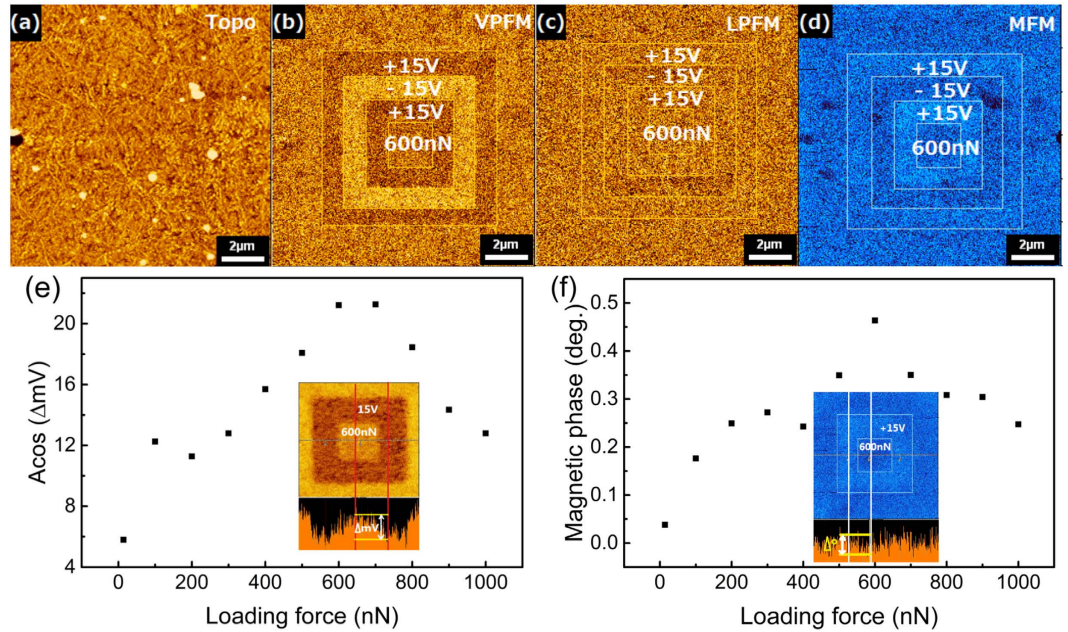 (a) Topo
2μm
(b) VPFM
+15V
- 15V
+15V
600nN
2μm
(c) LPFM
+15V
- 15V
+15V
600nN
2μm
(d) MFM
+15V
- 15V
+15V
600nN
2μm
(e)
Acos (ΔmV)
20
16
12
8
4
15V
600nN
ΔmV
0 200 400 600 800 1000
Loading force (nN)
(f)
Magnetic phase (deg.)
0.5
0.4
0.3
0.2
0.1
0.0
+15V
600nN
ΔΦ
0 200 400 600 800 1000
Loading force (nN)